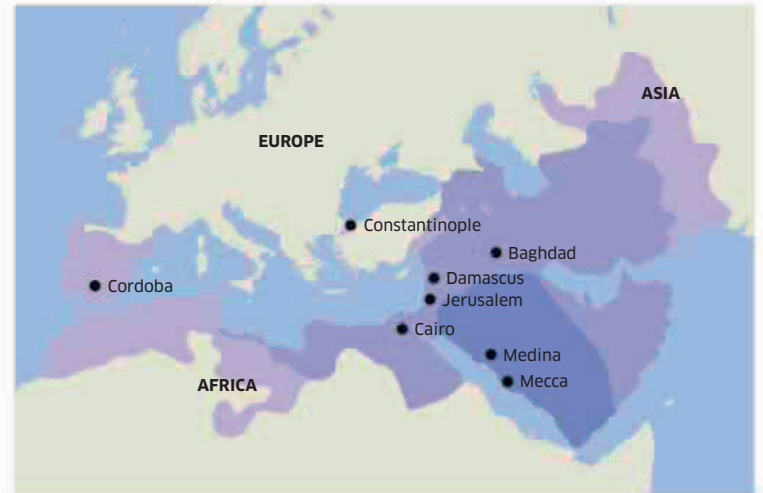 ASIA
EUROPE
Constantinople
Baghdad
Damascus
Cordoba
Jerusalem
Cairo
Medina
Mecca
AFRICA